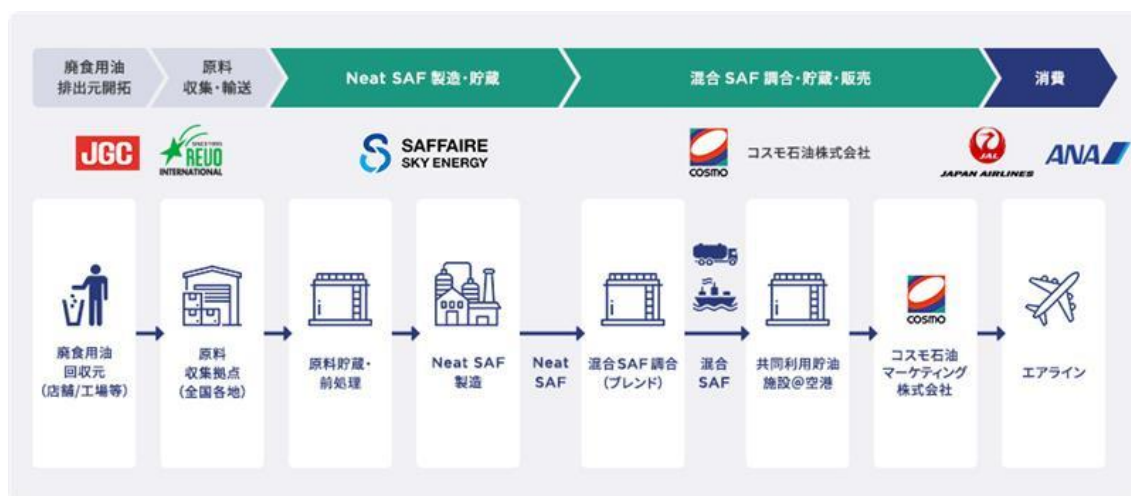 廃食用油
排出元開拓
原料
収集・輸送
Neat SAF 製造・貯蔵
混合 SAF 調合・貯蔵・販売
消費
JGC
REVO
INTERNATIONAL
SAFFAIRE
SKY ENERGY
COSMO
コスモ石油株式会社
JAL
JAPAN AIRLINES
ANA
廃食用油
回収元
（店舗/工場等）
原料
収集拠点
（全国各地）
原料貯蔵・
前処理
Neat SAF
製造
Neat
SAF
混合SAF調合
（ブレンド）
混合
SAF
共同利用貯油
施設@空港
COSMO
コスモ石油
マーケティング
株式会社
エアライン